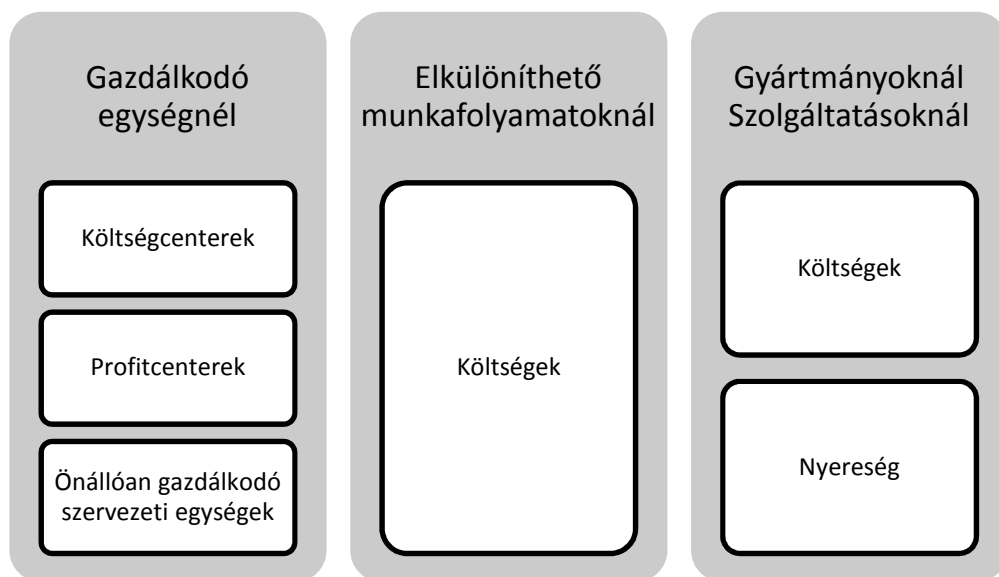 Gazdálkodó
egységnél
Költségcenterek
Profitcenterek
Önállóan gazdálkodó
szervezeti egységek
Elkülöníthető
munkafolyamatoknál
Költségek
Gyártmányoknál
Szolgáltatásoknál
Költségek
Nyereség